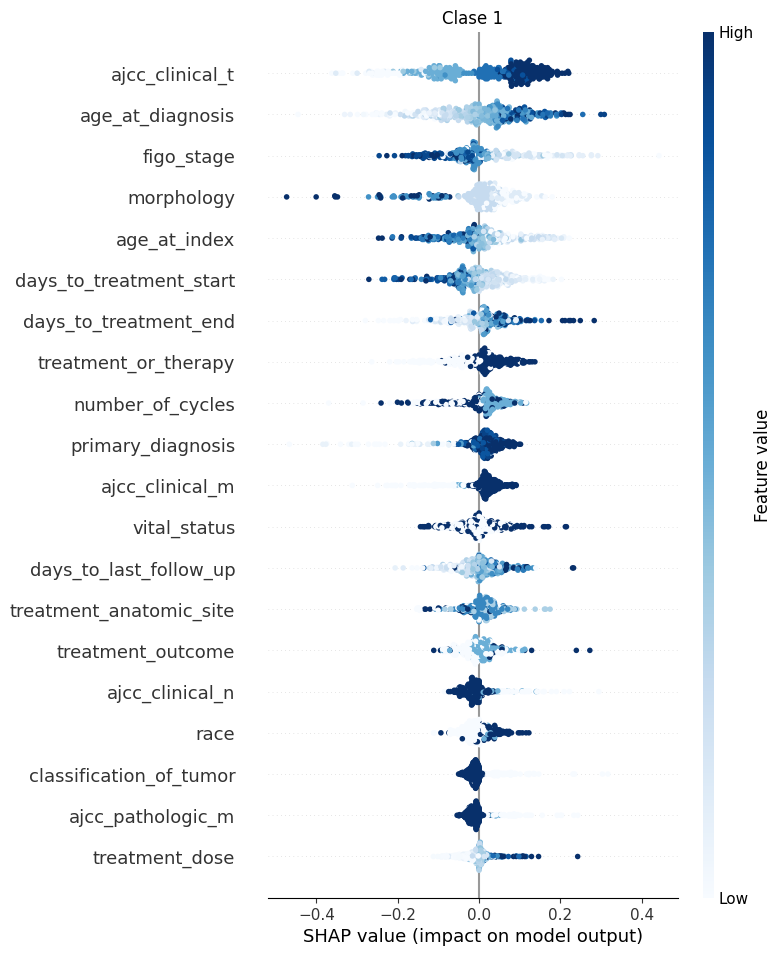 Clase 1
High
ajcc_clinical_t
age_at_diagnosis
figo_stage
morphology
age_at_index
days_to_treatment_start
days_to_treatment_end
treatment_or_therapy
number_of_cycles
primary_diagnosis
ajcc_clinical_m
vital_status
days_to_last_follow_up
treatment_anatomic_site
treatment_outcome
ajcc_clinical_n
race
classification_of_tumor
ajcc_pathologic_m
treatment_dose
Feature value
Low
−0.4 −0.2 0.0 0.2 0.4
SHAP value (impact on model output)